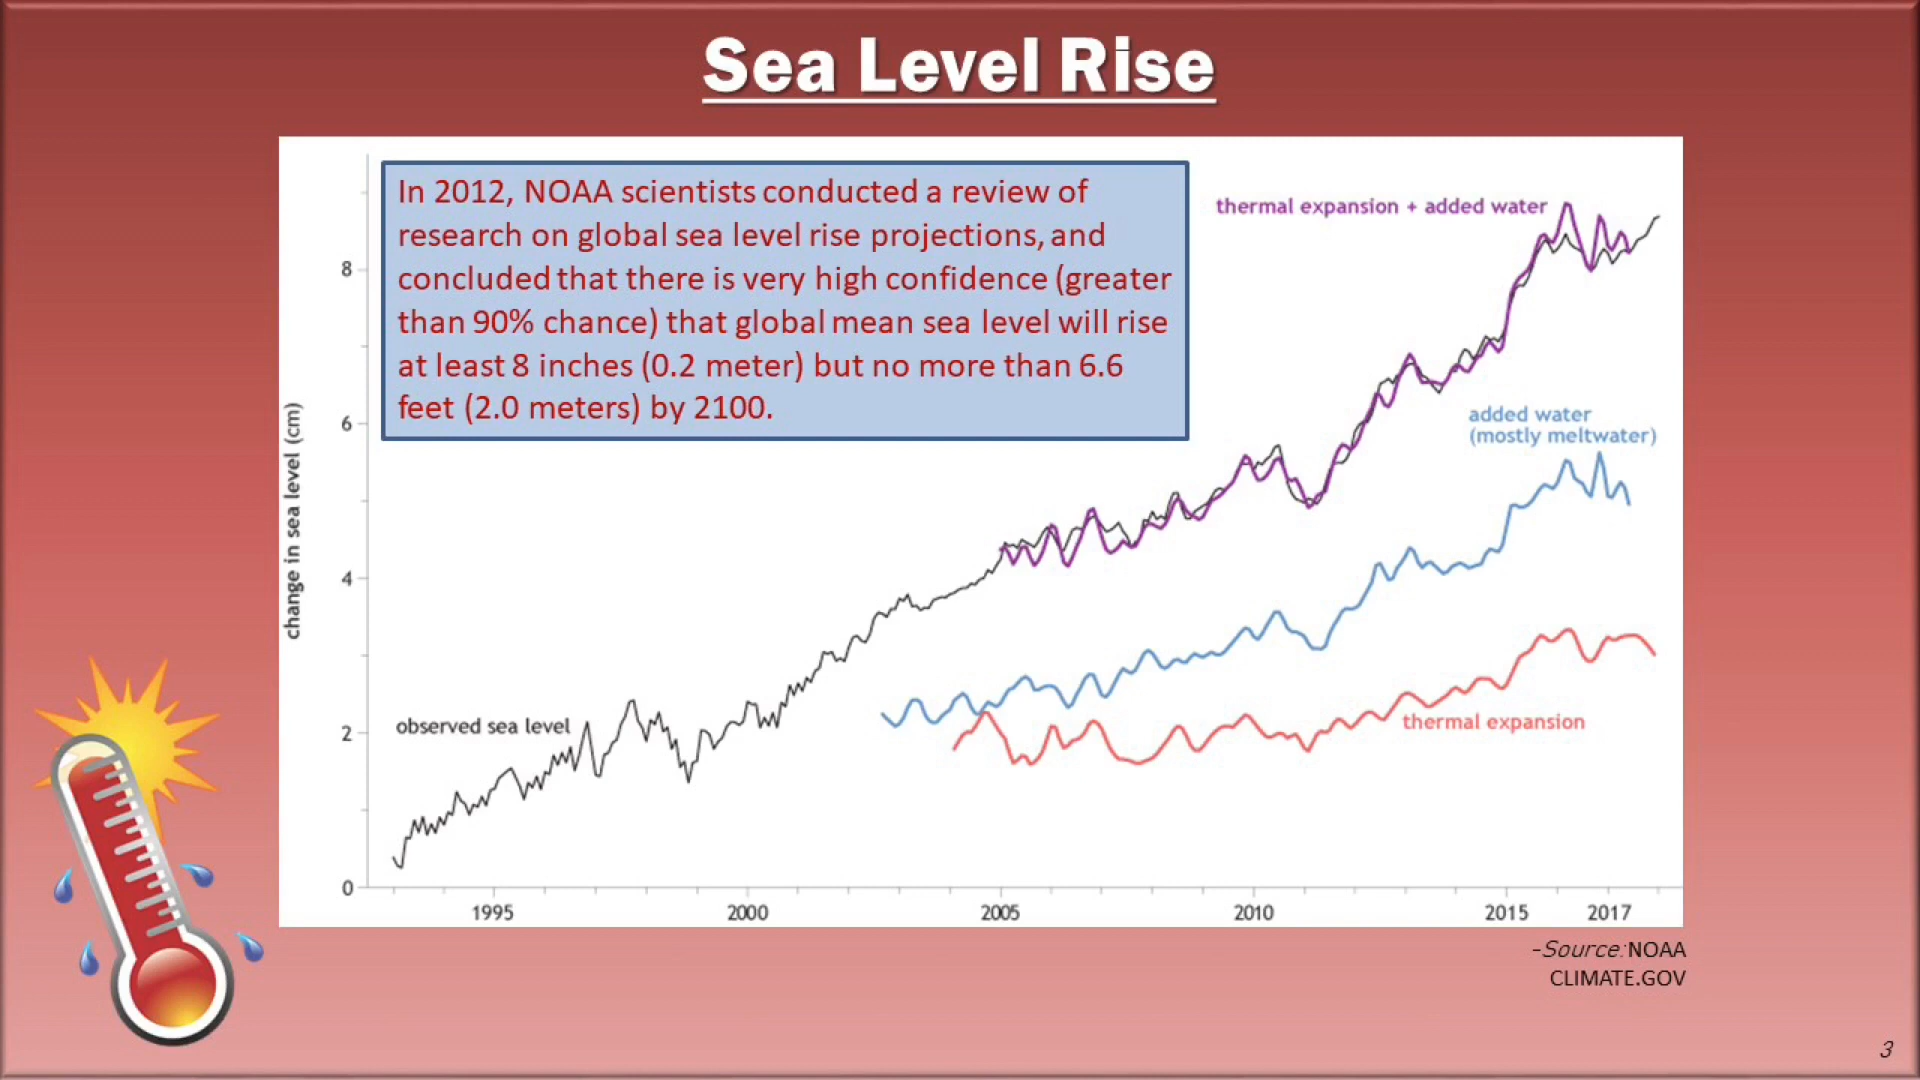 Sea Level Rise
In 2012, NOAA scientists conducted a review of
research on global sea level rise projections, and
concluded that there is very high confidence (greater
than 90% chance) that global mean sea level will rise
at least 8 inches (0.2 meter) but no more than 6.6
feet (2.0 meters) by 2100.
thermal expansion + added water
added water
(mostly meltwater)
thermal expansion
observed sea level
change in sea level (cm)
8
6
4
2
0
1995 2000 2005 2010 2015 2017
-Source: NOAA
CLIMATE.GOV
3